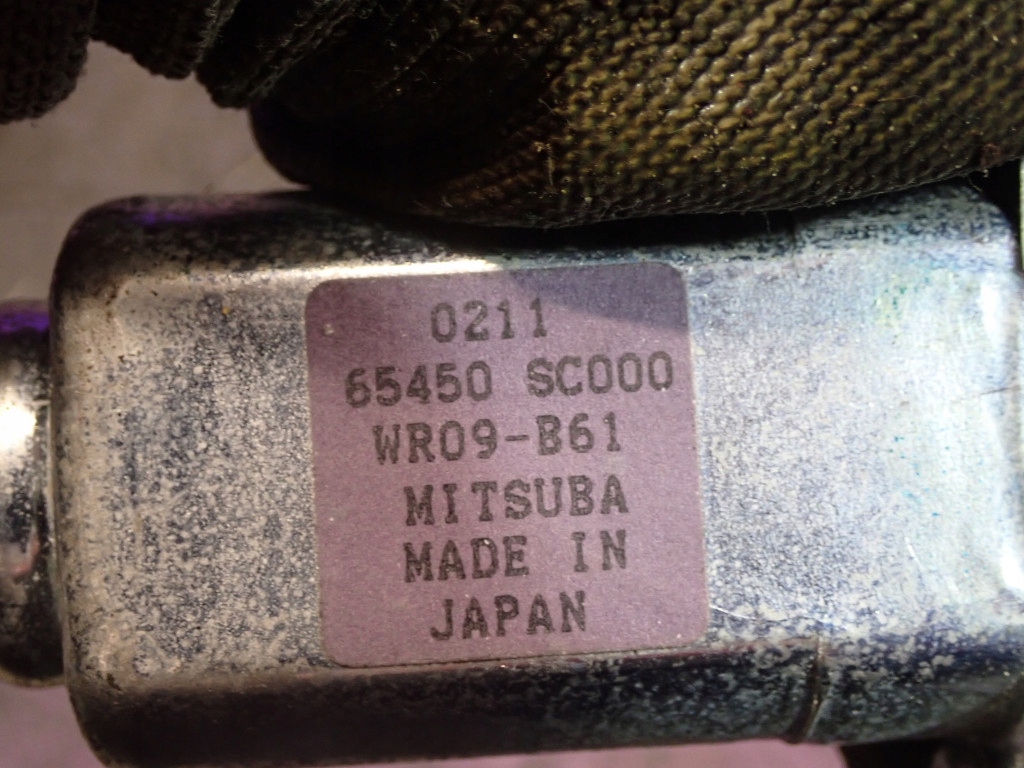 0211
65450 SC000
WR09-B61
MITSUBA
MADE IN
JAPAN